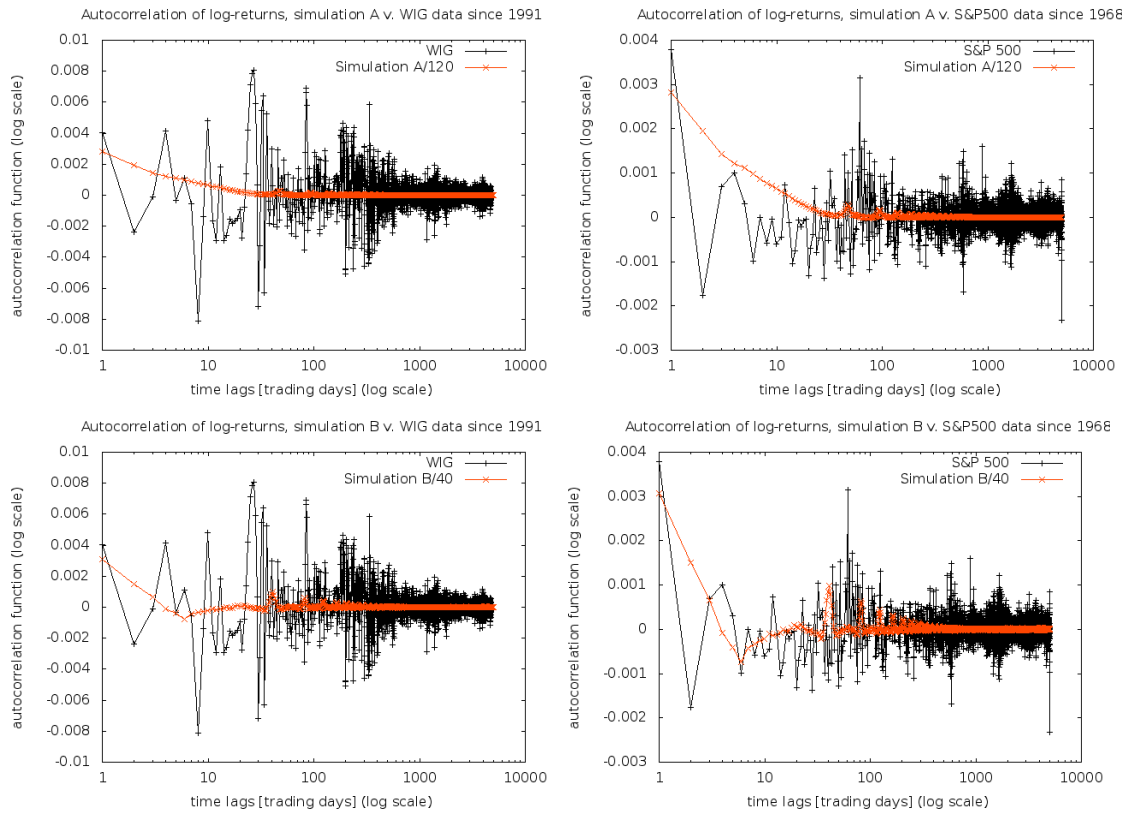 Autocorrelation of log-returns, simulation A v. WIG data since 1991
autocorrelation function (log scale)
0.01
0.008
0.006
0.004
0.002
0
-0.002
-0.004
-0.006
-0.008
-0.01
WIG
Simulation A/120
1
10
100
1000
10000
time lags [trading days] (log scale)
Autocorrelation of log-returns, simulation A v. S&P500 data since 1968
autocorrelation function (log scale)
0.004
0.003
0.002
0.001
0
-0.001
-0.002
-0.003
S&P 500
Simulation A/120
1
10
100
1000
10000
time lags [trading days] (log scale)
Autocorrelation of log-returns, simulation B v. WIG data since 1991
autocorrelation function (log scale)
0.01
0.008
0.006
0.004
0.002
0
-0.002
-0.004
-0.006
-0.008
-0.01
WIG
Simulation B/40
1
10
100
1000
10000
time lags [trading days] (log scale)
Autocorrelation of log-returns, simulation B v. S&P500 data since 1968
autocorrelation function (log scale)
0.004
0.003
0.002
0.001
0
-0.001
-0.002
-0.003
S&P 500
Simulation B/40
1
10
100
1000
10000
time lags [trading days] (log scale)